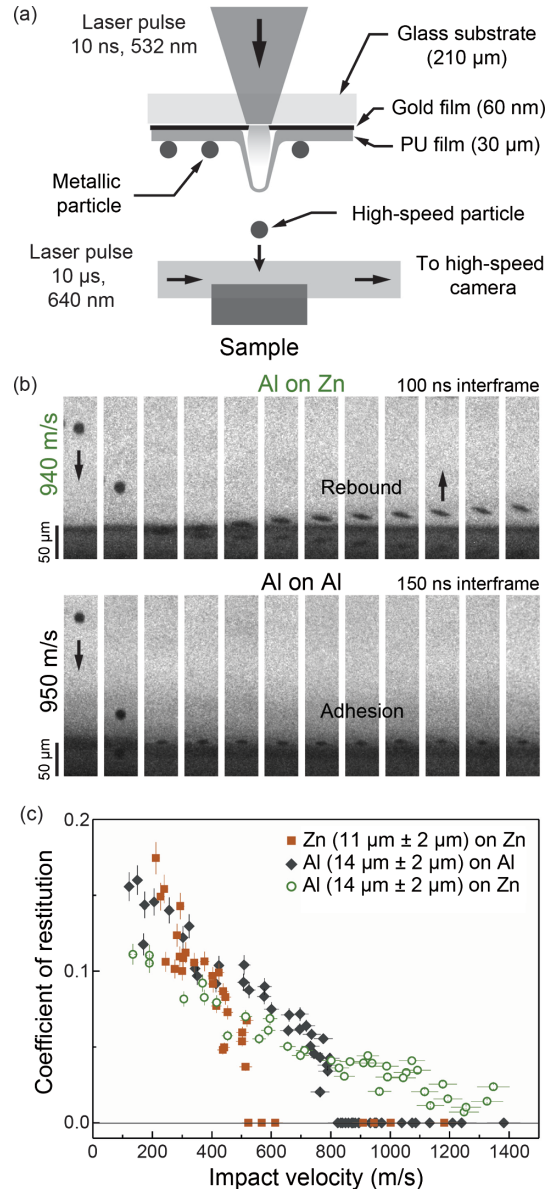 (a)
Laser pulse
10 ns, 532 nm
Glass substrate
(210 µm)
Gold film (60 nm)
PU film (30 µm)
Metallic
particle
High-speed particle
Laser pulse
10 µs,
640 nm
To high-speed
camera
Sample
(b)
Al on Zn
100 ns interframe
940 m/s
Rebound
50 µm
Al on Al
150 ns interframe
950 m/s
Adhesion
50 µm
(c)
Zn (11 µm ± 2 µm) on Zn
Al (14 µm ± 2 µm) on Al
Al (14 µm ± 2 µm) on Zn
Coefficient of restitution
0.2
0.1
0.0
0 200 400 600 800 1000 1200 1400
Impact velocity (m/s)